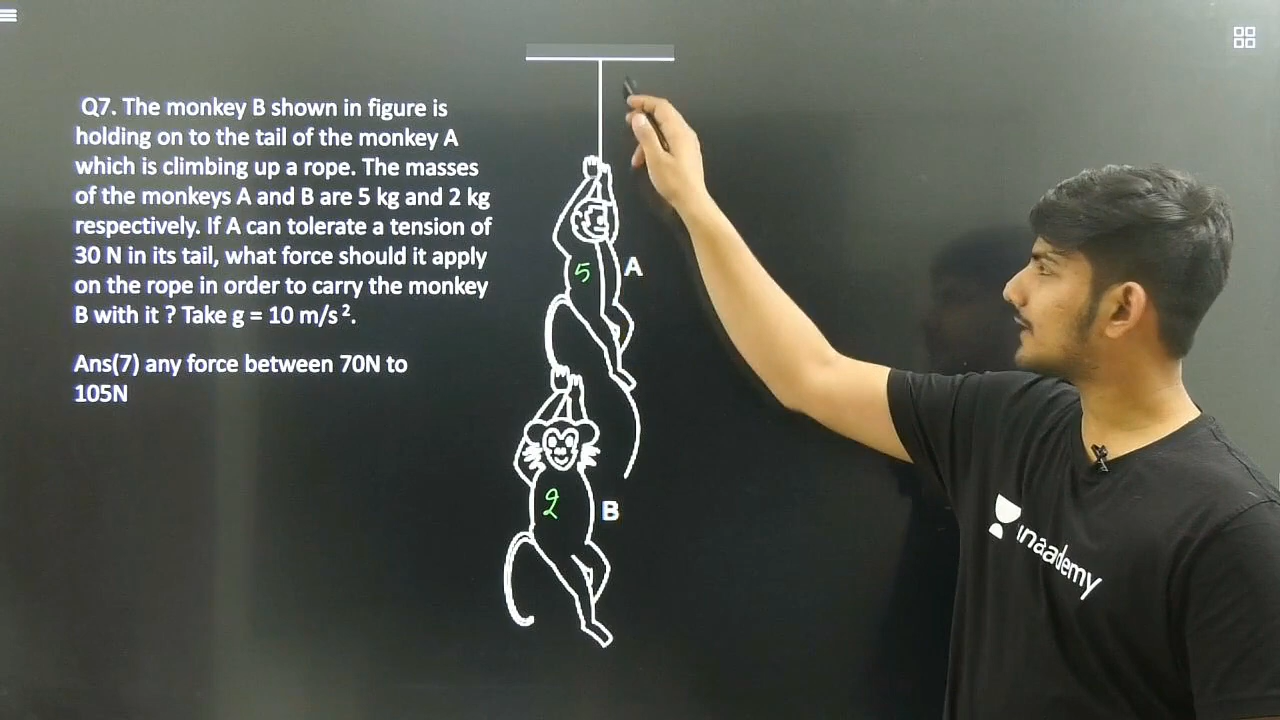 Q7. The monkey B shown in figure is
holding on to the tail of the monkey A
which is climbing up a rope. The masses
of the monkeys A and B are 5 kg and 2 kg
respectively. If A can tolerate a tension of
30 N in its tail, what force should it apply
on the rope in order to carry the monkey
B with it ? Take g = 10 m/s².
Ans(7) any force between 70N to
105N
5
A
2
B
unacademy